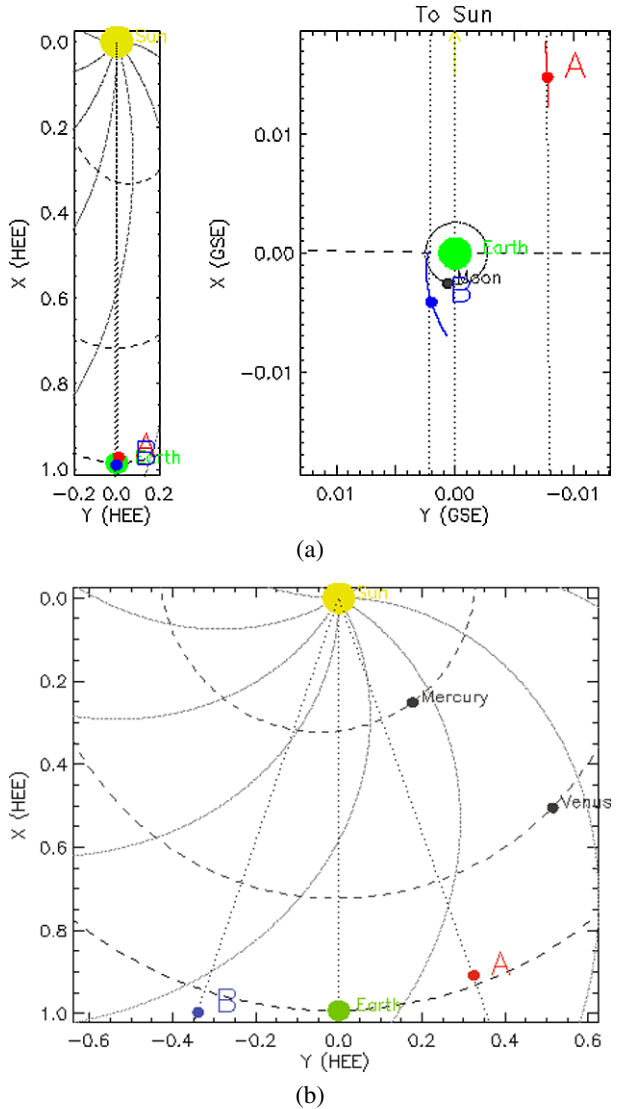 To Sun
0.0
0.2
0.4
0.6
0.8
1.0
X (HEE)
Sun
A
B
Earth
-0.2 0.0 0.2
Y (HEE)
0.01
0.00
-0.01
X (GSE)
A
Earth
Moon
B
0.01 0.00 -0.01
Y (GSE)
(a)
0.0
0.2
0.4
0.6
0.8
1.0
X (HEE)
Sun
Mercury
Venus
A
B
Earth
-0.6 -0.4 -0.2 0.0 0.2 0.4 0.6
Y (HEE)
(b)